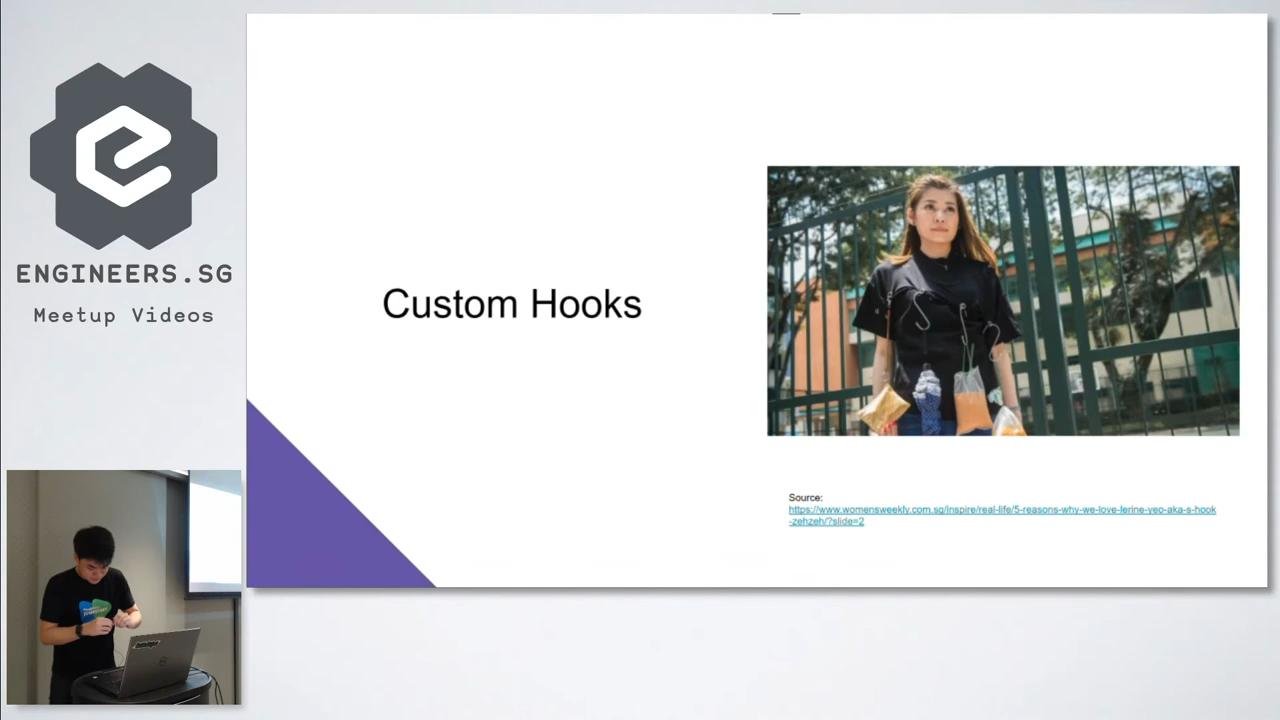 ENGINEERS.SG
Meetup Videos
Custom Hooks
Source:
https://www.womensweekly.com.sg/inspire/real-life/5-reasons-why-we-love-lerine-yeo-aka-s-hook
-zehzeh/?slide=2